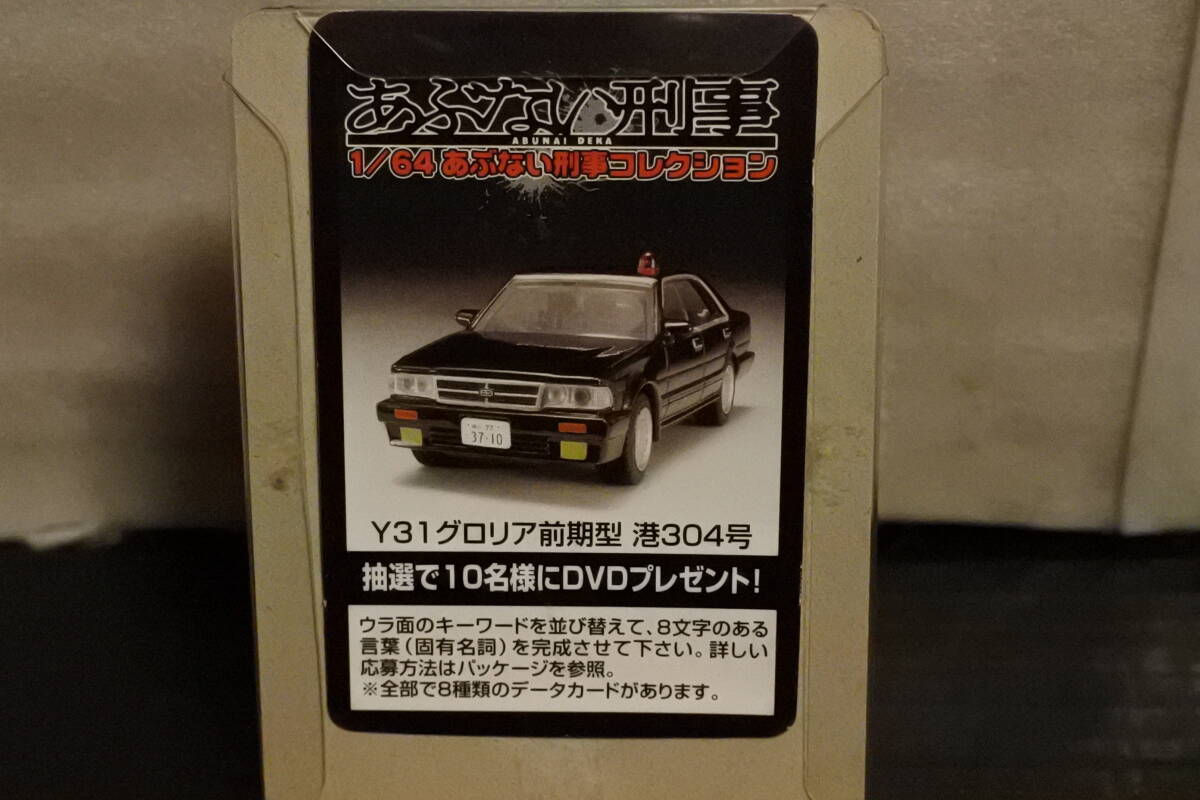 あぶない刑事
ABUNAI DEKA
1/64 あぶない刑事コレクション
37-10
Y31グロリア前期型 港304号
抽選で10名様にDVDプレゼント!
ウラ面のキーワードを並び替えて、8文字のある
言葉(固有名詞)を完成させて下さい。詳しい
応募方法はパッケージを参照。
※全部で8種類のデータカードがあります。